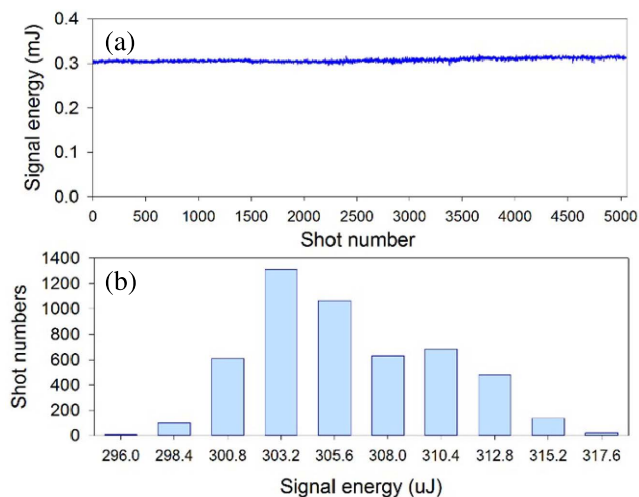 0.4
(a)
0.3
0.2
0.1
0.0
Signal energy (mJ)
0 500 1000 1500 2000 2500 3000 3500 4000 4500 5000
Shot number
1400
(b)
1200
1000
800
600
400
200
0
Shot numbers
296.0 298.4 300.8 303.2 305.6 308.0 310.4 312.8 315.2 317.6
Signal energy (uJ)